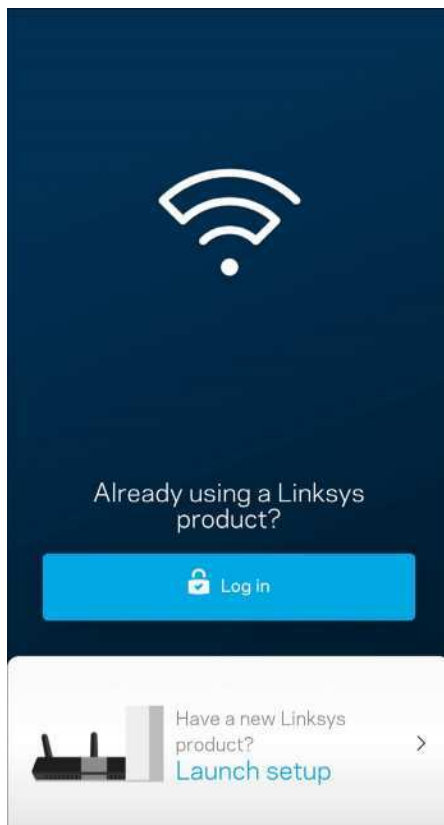 Already using a Linksys
product?
Log in
Have a new Linksys
product?
Launch setup